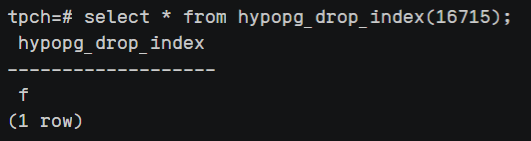 tpch=# select * from hypopg_drop_index(16715);
 hypopg_drop_index
-------------------
 f
(1 row)